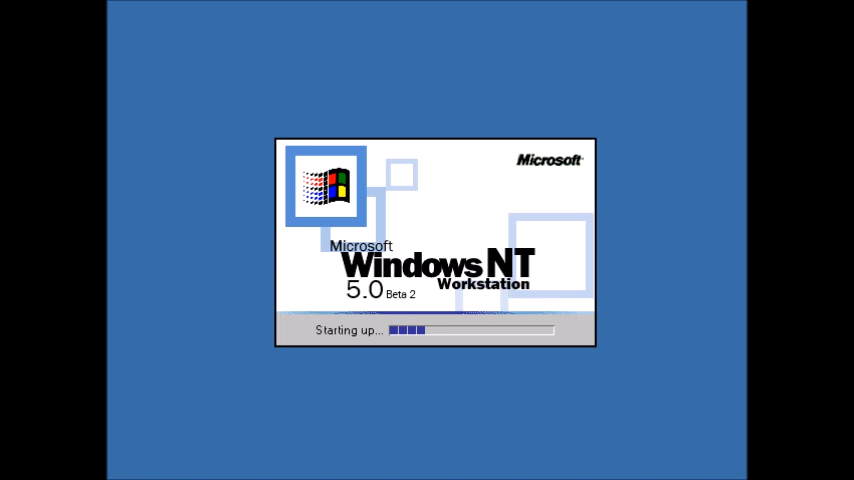 Microsoft
Microsoft
Windows NT
Workstation
5.0 Beta 2
Starting up...